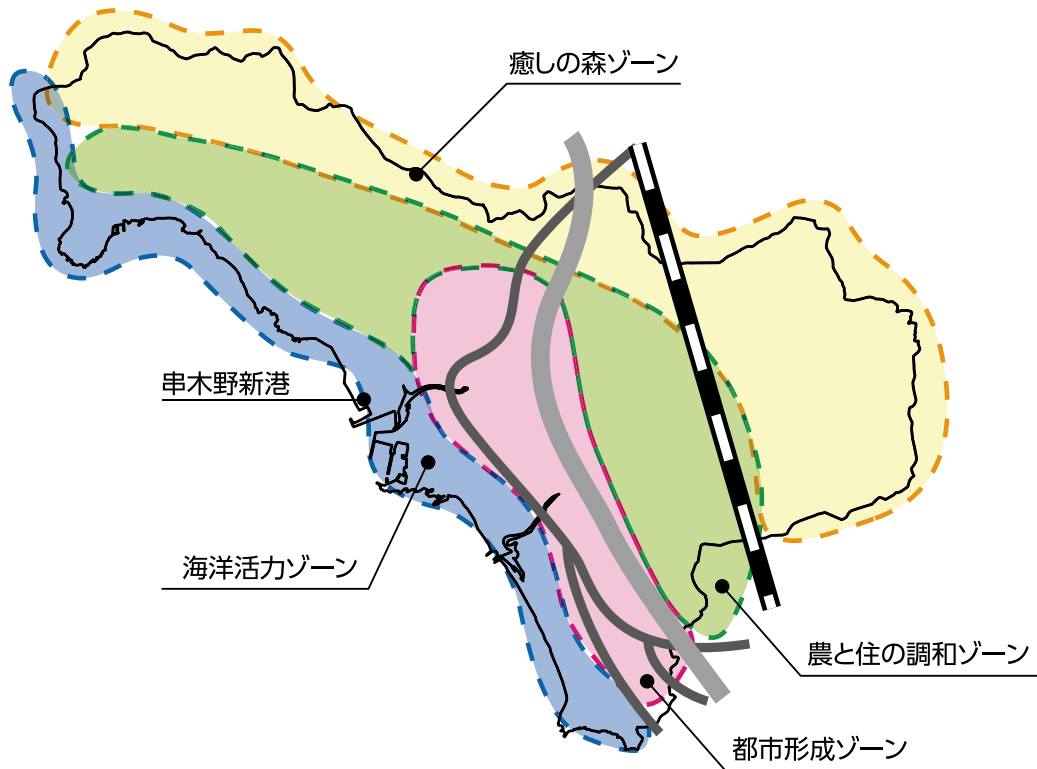 癒しの森ゾーン
串木野新港
海洋活力ゾーン
農と住の調和ゾーン
都市形成ゾーン